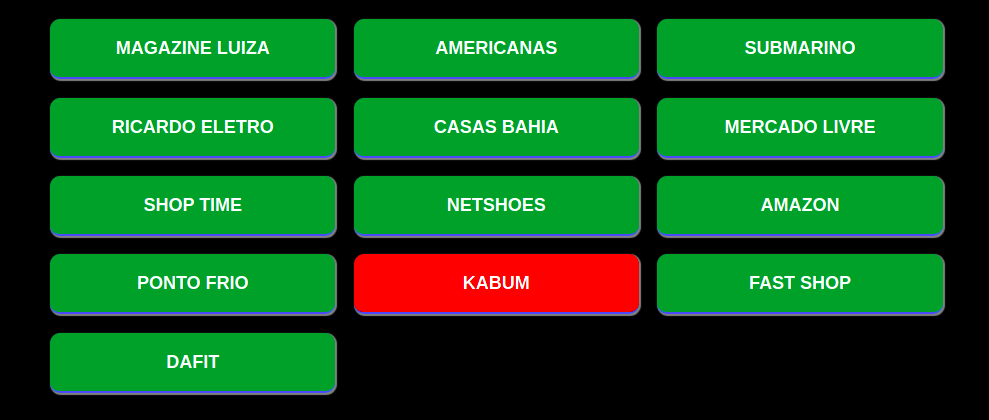 MAGAZINE LUIZA
AMERICANAS
SUBMARINO
RICARDO ELETRO
CASAS BAHIA
MERCADO LIVRE
SHOP TIME
NETSHOES
AMAZON
PONTO FRIO
KABUM
FAST SHOP
DAFIT